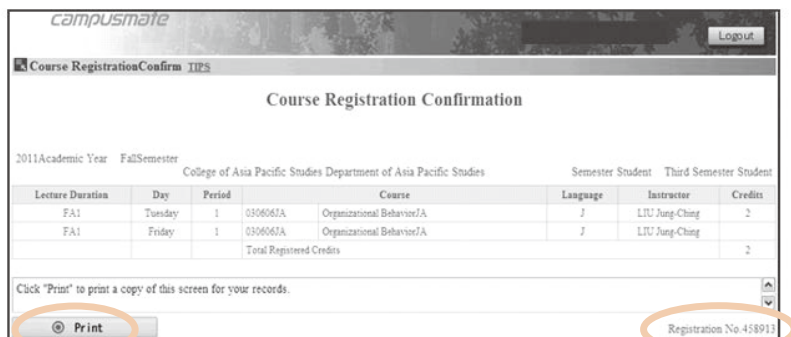 campusmate
Logout
Course RegistrationConfirm TIPS
Course Registration Confirmation
2011Academic Year FallSemester
College of Asia Pacific Studies Department of Asia Pacific Studies Semester Student Third Semester Student
Lecture Duration Day Period Course Language Instructor Credits
FA1 Tuesday 1 030606JA Organizational BehaviorJA J LIU Jung-Ching 2
FA1 Friday 1 030606JA Organizational BehaviorJA J LIU Jung-Ching
Total Registered Credits 2
Click "Print" to print a copy of this screen for your records.
Print
Registration No.458913